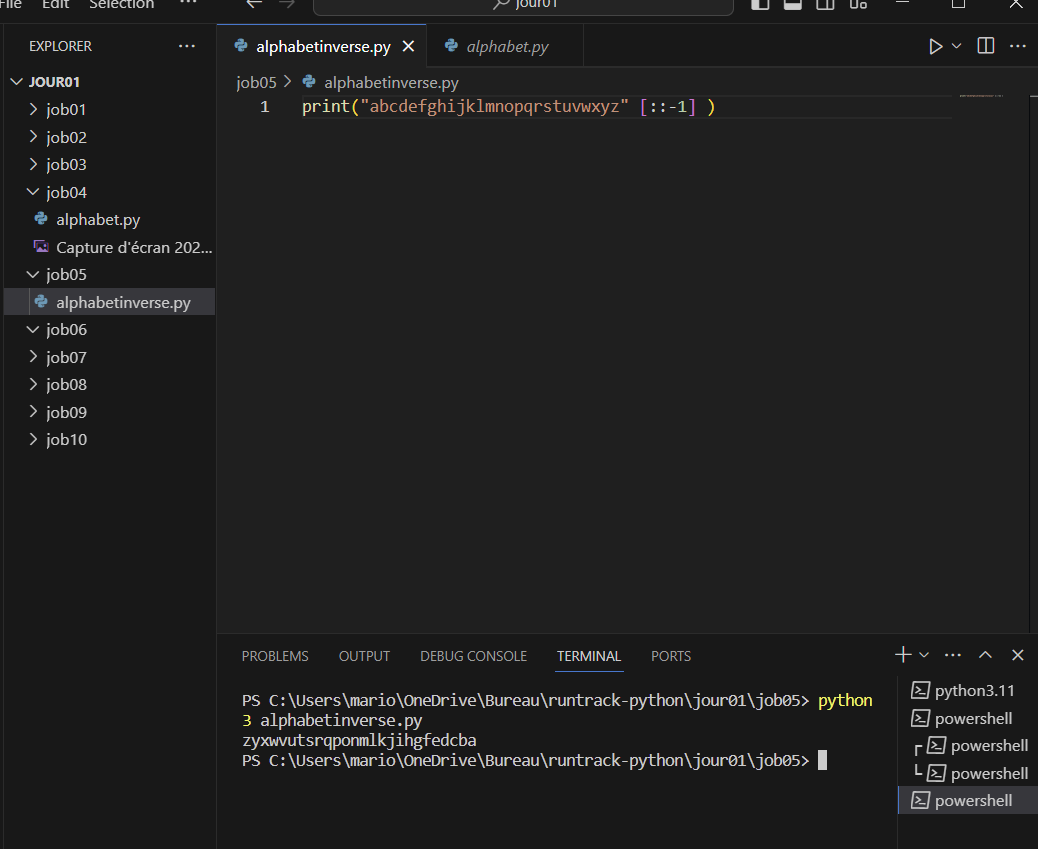 File Edit Selection ···
jour01
EXPLORER ···
JOUR01
job01
job02
job03
job04
alphabet.py
Capture d'écran 202...
job05
alphabetinverse.py
job06
job07
job08
job09
job10
alphabetinverse.py
alphabet.py
job05 > alphabetinverse.py
1 print("abcdefghijklmnopqrstuvwxyz" [::-1] )
PROBLEMS OUTPUT DEBUG CONSOLE TERMINAL PORTS
PS C:\Users\mario\OneDrive\Bureau\runtrack-python\jour01\job05> python
3 alphabetinverse.py
zyxwvutsrqponmlkjihgfedcba
PS C:\Users\mario\OneDrive\Bureau\runtrack-python\jour01\job05>
python3.11
powershell
powershell
powershell
powershell